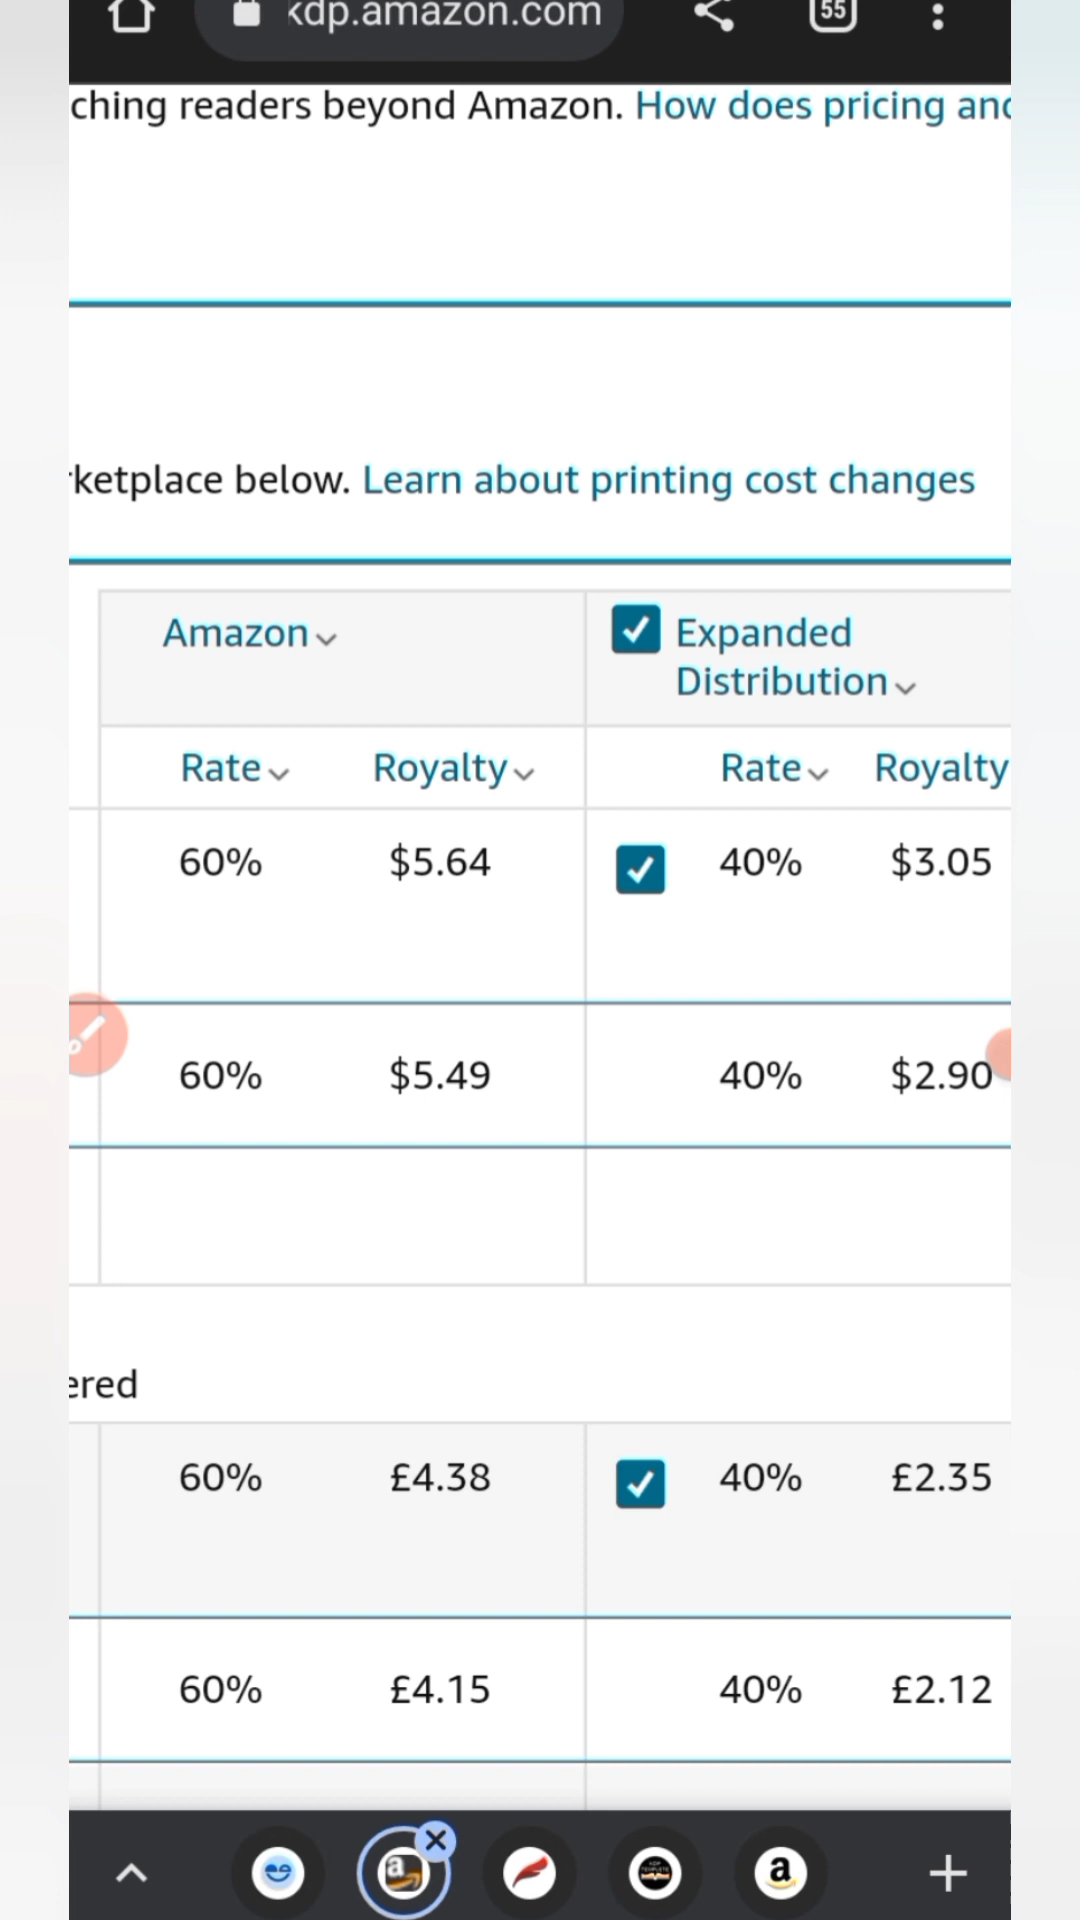 kdp.amazon.com
55
ching readers beyond Amazon. How does pricing and
ketplace below. Learn about printing cost changes
Amazon
Expanded
Distribution
Rate Royalty Rate Royalty
60% $5.64 40% $3.05
60% $5.49 40% $2.90
ered
60% £4.38 40% £2.35
60% £4.15 40% £2.12
a a